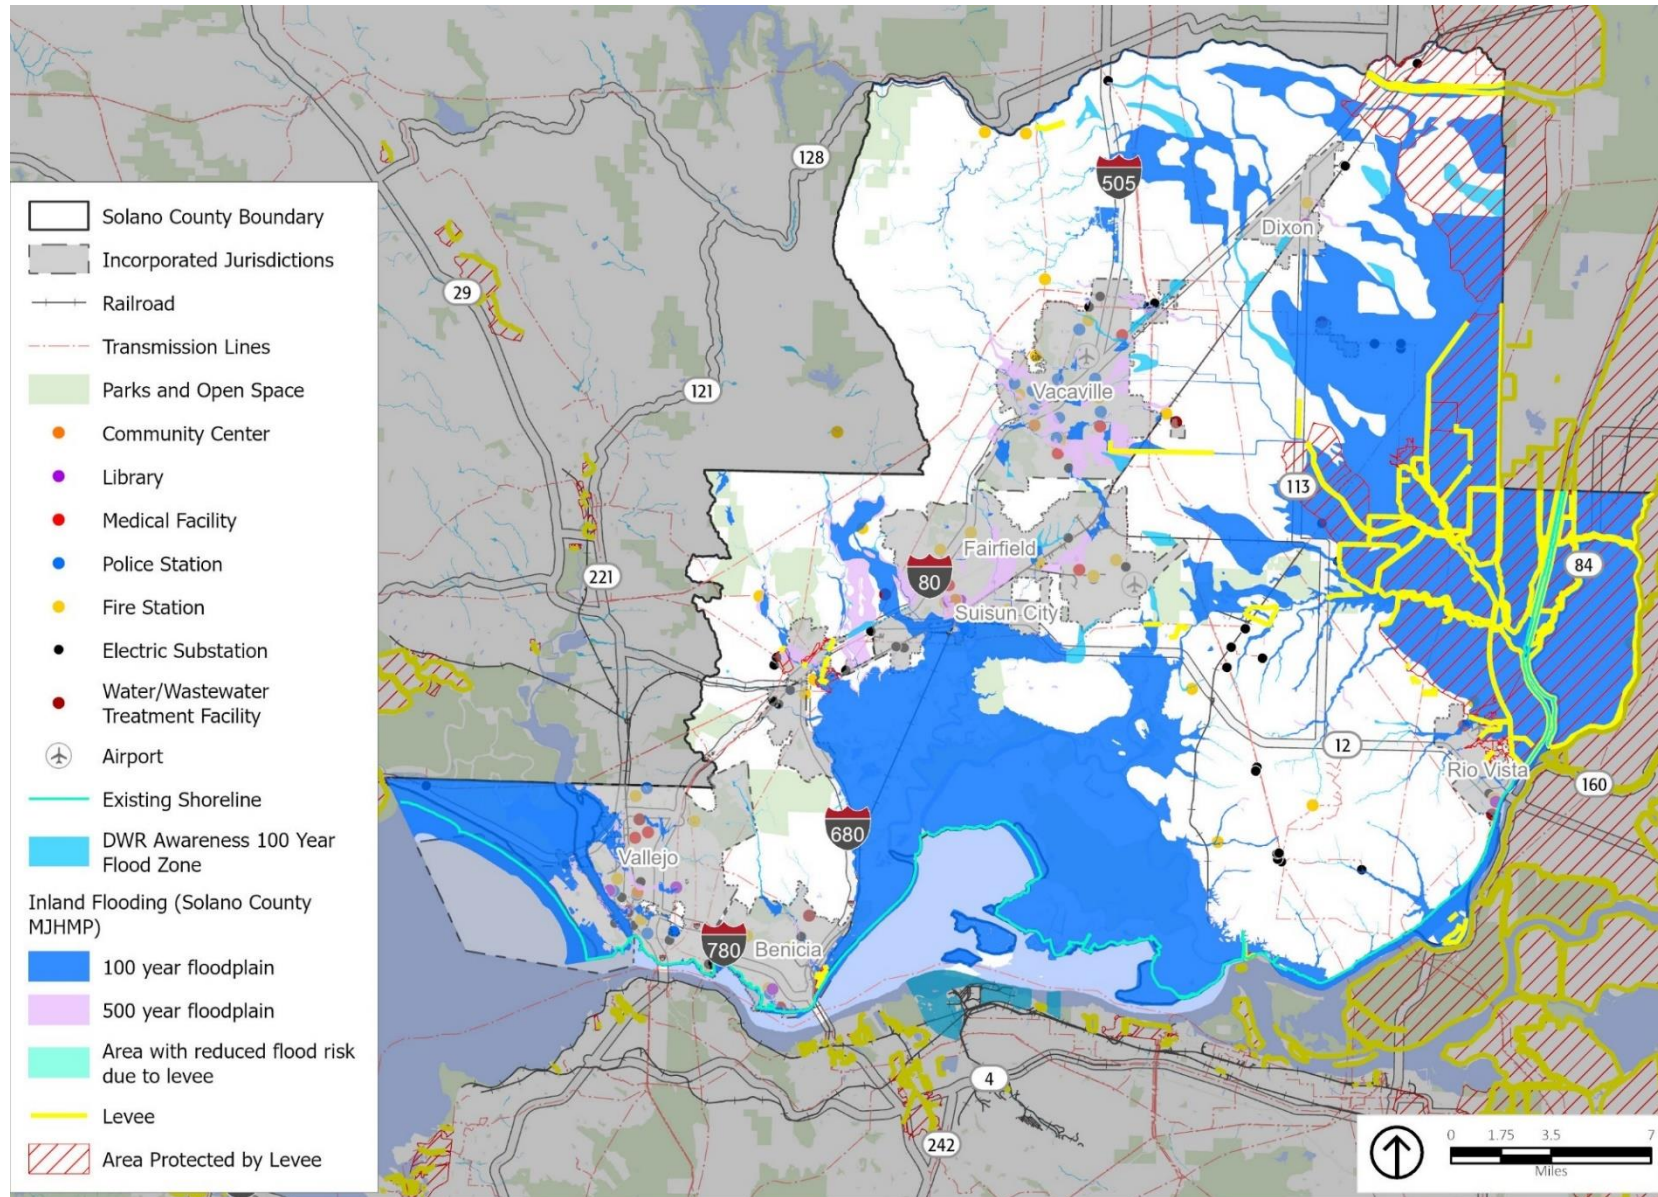 Solano County Boundary
Incorporated Jurisdictions
Railroad
Transmission Lines
Parks and Open Space
Community Center
Library
Medical Facility
Police Station
Fire Station
Electric Substation
Water/Wastewater
Treatment Facility
Airport
Existing Shoreline
DWR Awareness 100 Year
Flood Zone
Inland Flooding (Solano County
MJHMP)
100 year floodplain
500 year floodplain
Area with reduced flood risk
due to levee
Levee
Area Protected by Levee
128
505
Dixon
29
121
Vacaville
113
Fairfield
80
221
84
Suisun City
12
Rio Vista
160
680
Vallejo
780
Benicia
4
242
0 1.75 3.5 7
Miles